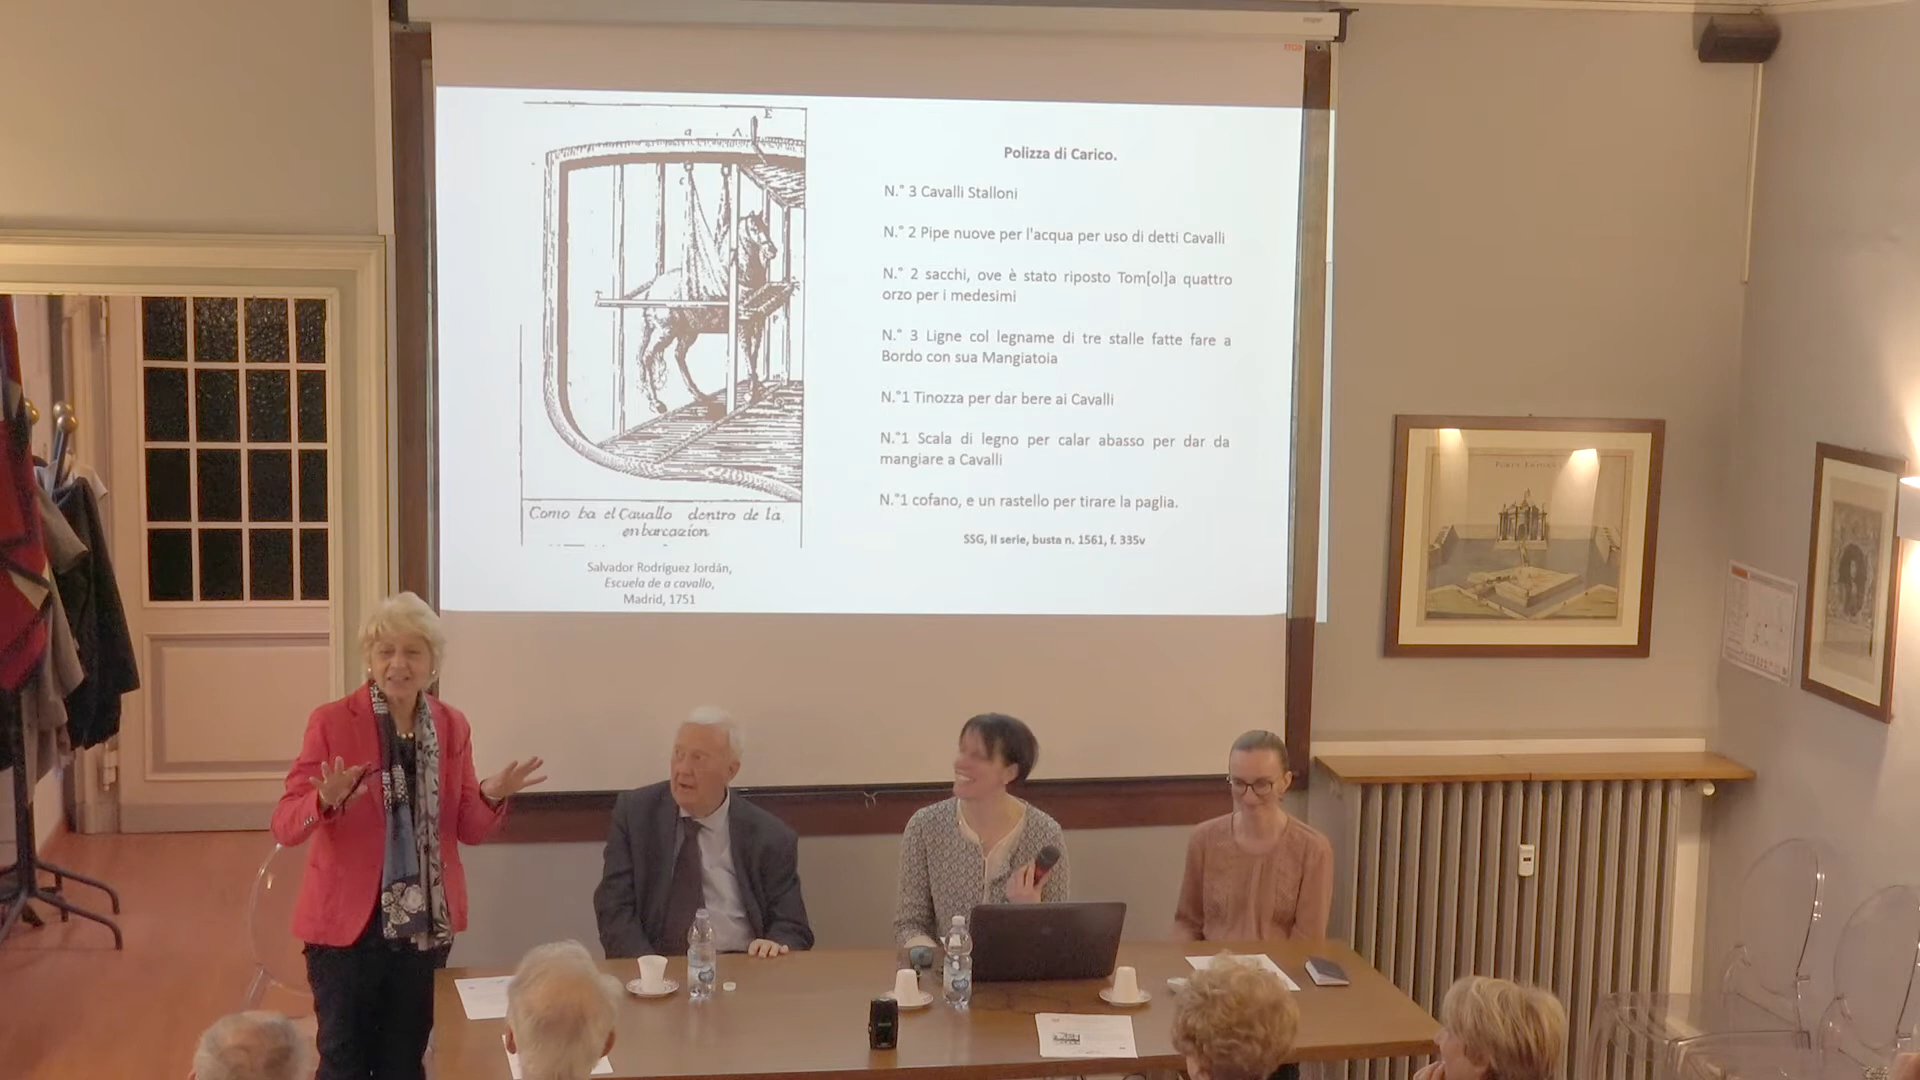 E
a
A.
c
P
Como ba el Cauallo dentro de la
enbarcazion
Salvador Rodríguez Jordán,
Escuela de a cavallo,
Madrid, 1751
Polizza di Carico.
N.° 3 Cavalli Stalloni
N.° 2 Pipe nuove per l'acqua per uso di detti Cavalli
N.° 2 sacchi, ove è stato riposto Tom[ol]a quattro
orzo per i medesimi
N.° 3 Ligne col legname di tre stalle fatte fare a
Bordo con sua Mangiatoia
N.°1 Tinozza per dar bere ai Cavalli
N.°1 Scala di legno per calar abasso per dar da
mangiare a Cavalli
N.°1 cofano, e un rastello per tirare la paglia.
SSG, II serie, busta n. 1561, f. 335v